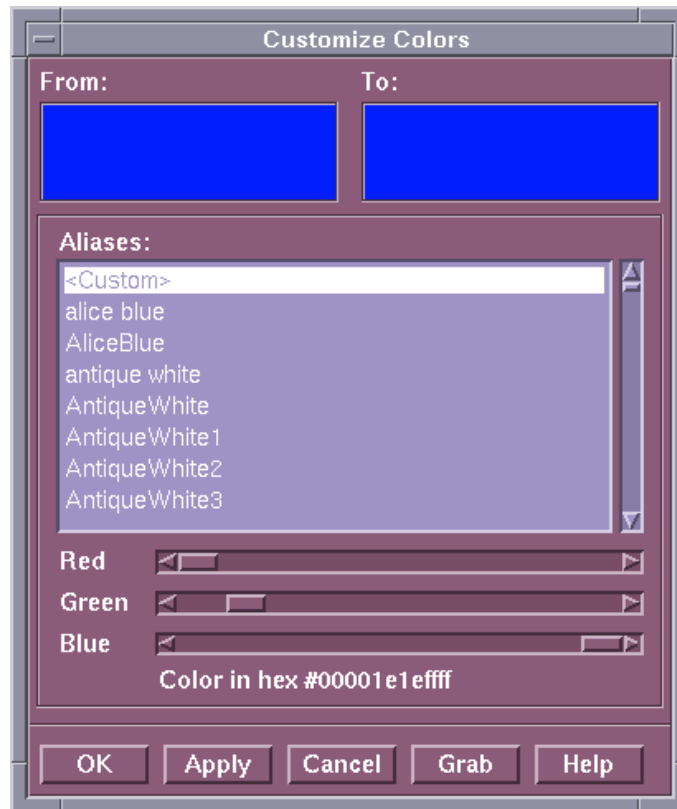 Customize Colors
From: To:
Aliases:
<Custom>
alice blue
AliceBlue
antique white
AntiqueWhite
AntiqueWhite1
AntiqueWhite2
AntiqueWhite3
Red
Green
Blue
Color in hex #00001e1effff
OK Apply Cancel Grab Help